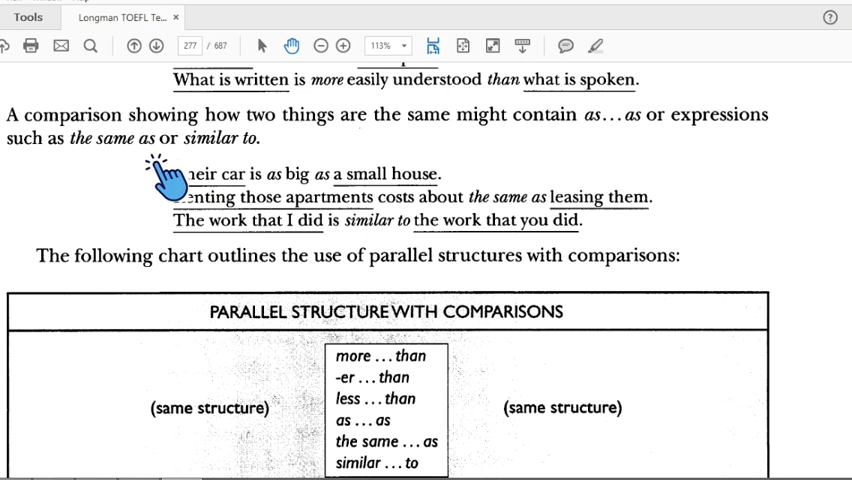 Tools
Longman TOEFL Te... ×
277 / 687
113%
What is written is more easily understood than what is spoken.
A comparison showing how two things are the same might contain as...as or expressions
such as the same as or similar to.
heir car is as big as a small house.
enting those apartments costs about the same as leasing them.
The work that I did is similar to the work that you did.
The following chart outlines the use of parallel structures with comparisons:
PARALLEL STRUCTURE WITH COMPARISONS
more ... than
-er ... than
less ... than
(same structure) (same structure)
as ... as
the same ... as
similar ... to